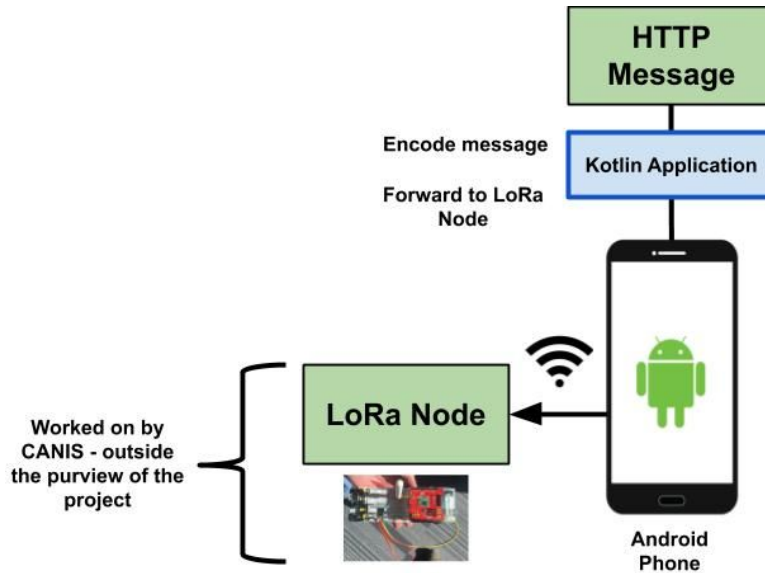 HTTP
Message
Encode message
Kotlin Application
Forward to LoRa
Node
LoRa Node
Worked on by
CANIS - outside
the purview of the
project
Android
Phone